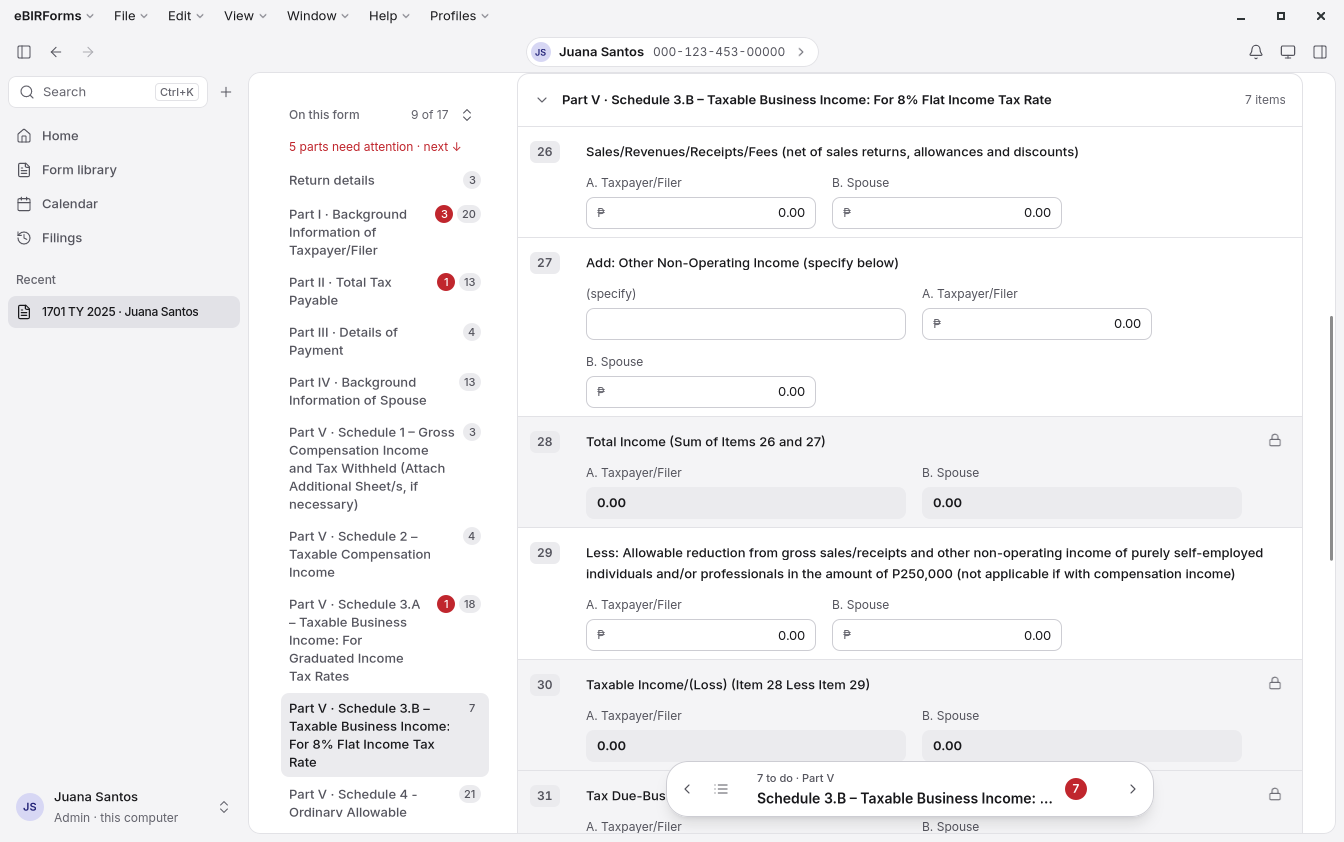 eBIRForms File Edit View Window Help Profiles
JS Juana Santos 000-123-453-00000
Search Ctrl+K
Home
Form library
Calendar
Filings
Recent
1701 TY 2025 · Juana Santos
JS Juana Santos
Admin · this computer
On this form 9 of 17
5 parts need attention · next ↓
Return details 3
Part I · Background 3 20
Information of
Taxpayer/Filer
Part II · Total Tax 1 13
Payable
Part III · Details of 4
Payment
Part IV · Background 13
Information of Spouse
Part V · Schedule 1 – Gross 3
Compensation Income
and Tax Withheld (Attach
Additional Sheet/s, if
necessary)
Part V · Schedule 2 – 4
Taxable Compensation
Income
Part V · Schedule 3.A 1 18
– Taxable Business
Income: For
Graduated Income
Tax Rates
Part V · Schedule 3.B – 7
Taxable Business Income:
For 8% Flat Income Tax
Rate
Part V · Schedule 4 - 21
Ordinary Allowable
Part V · Schedule 3.B – Taxable Business Income: For 8% Flat Income Tax Rate 7 items
26 Sales/Revenues/Receipts/Fees (net of sales returns, allowances and discounts)
A. Taxpayer/Filer B. Spouse
₱ 0.00 ₱ 0.00
27 Add: Other Non-Operating Income (specify below)
(specify) A. Taxpayer/Filer
₱ 0.00
B. Spouse
₱ 0.00
28 Total Income (Sum of Items 26 and 27)
A. Taxpayer/Filer B. Spouse
0.00 0.00
29 Less: Allowable reduction from gross sales/receipts and other non-operating income of purely self-employed
individuals and/or professionals in the amount of P250,000 (not applicable if with compensation income)
A. Taxpayer/Filer B. Spouse
₱ 0.00 ₱ 0.00
30 Taxable Income/(Loss) (Item 28 Less Item 29)
A. Taxpayer/Filer B. Spouse
0.00 0.00
31 Tax Due-Bus
A. Taxpayer/Filer B. Spouse
7 to do · Part V
Schedule 3.B – Taxable Business Income: ... 7